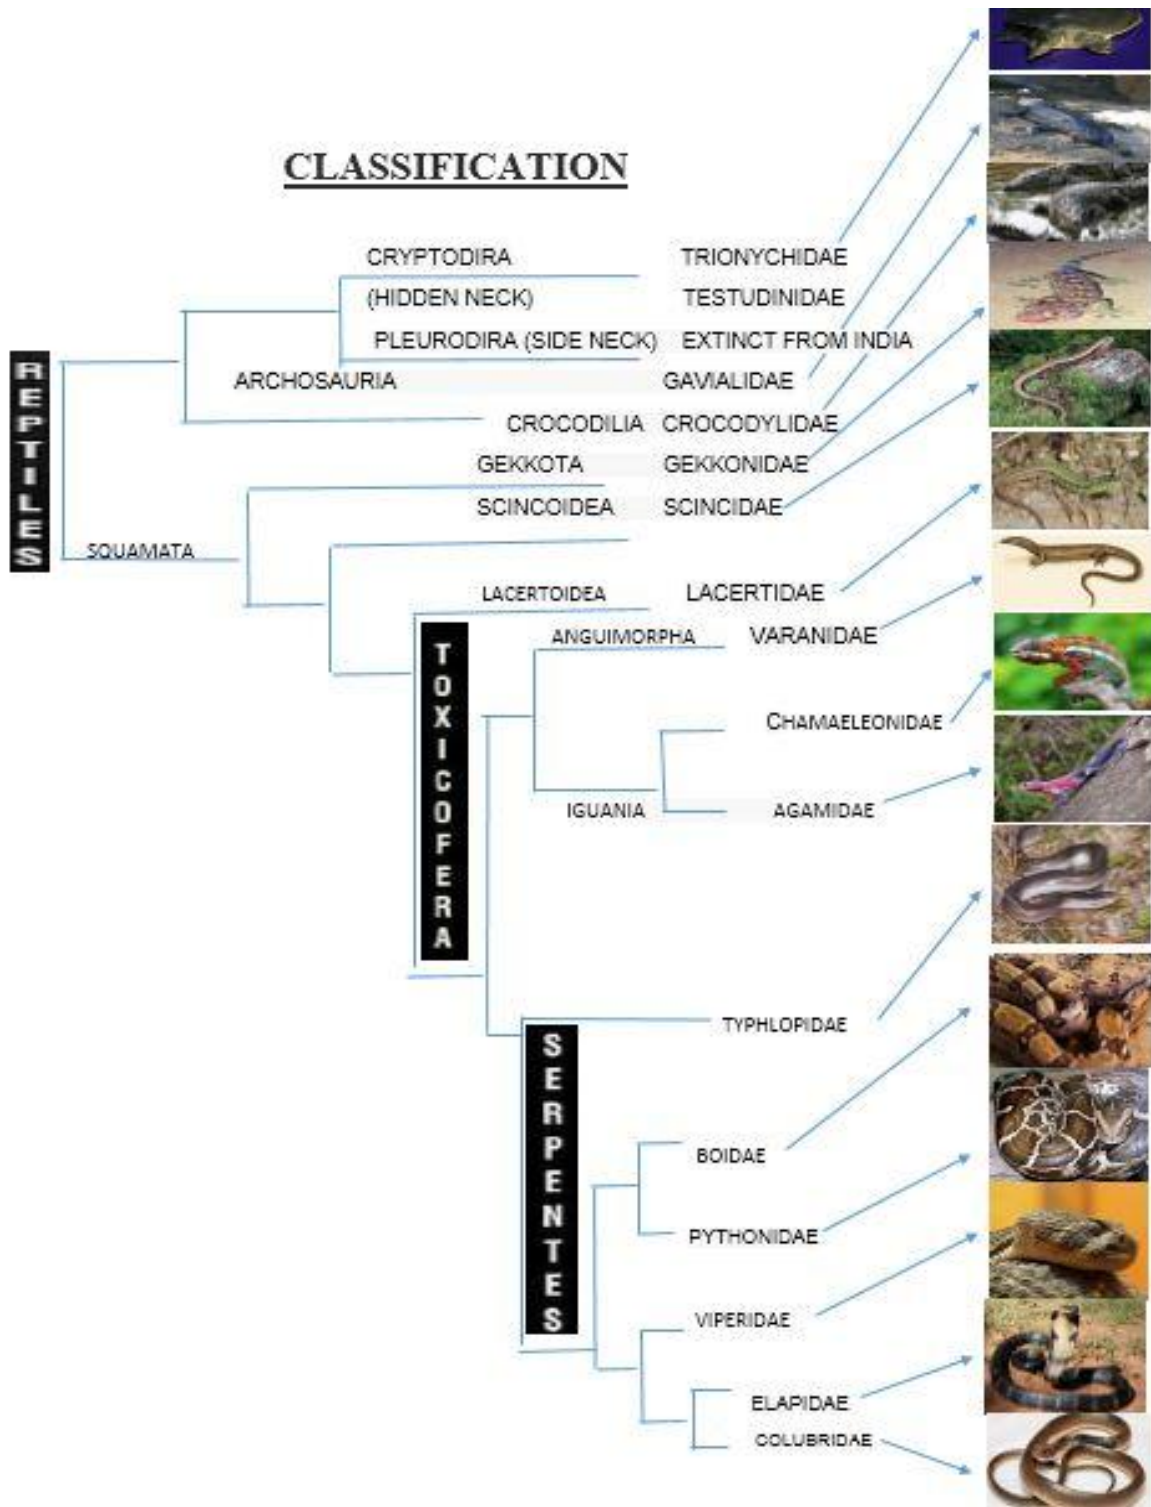 CLASSIFICATION
CRYPTODIRA TRIONYCHIDAE
(HIDDEN NECK) TESTUDINIDAE
PLEURODIRA (SIDE NECK) EXTINCT FROM INDIA
ARCHOSAURIA GAVIALIDAE
CROCODILIA CROCODYLIDAE
GEKKOTA GEKKONIDAE
SCINCOIDEA SCINCIDAE
REPTILES
SQUAMATA
LACERTOIDEA LACERTIDAE
TOXICOFERA
ANGUIMORPHA VARANIDAE
CHAMAELEONIDAE
IGUANIA AGAMIDAE
TYPHLOPIDAE
SERPENTES
BOIDAE
PYTHONIDAE
VIPERIDAE
ELAPIDAE
COLUBRIDAE